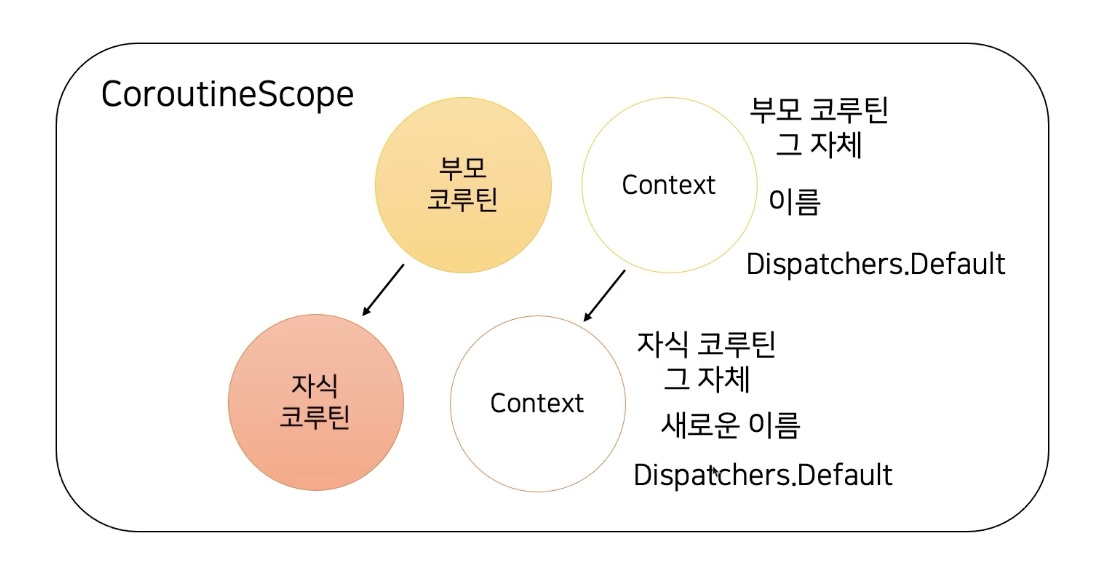 CoroutineScope
부모
코루틴
Context
부모 코루틴
그 자체
이름
Dispatchers.Default
자식
코루틴
Context
자식 코루틴
그 자체
새로운 이름
Dispatchers.Default